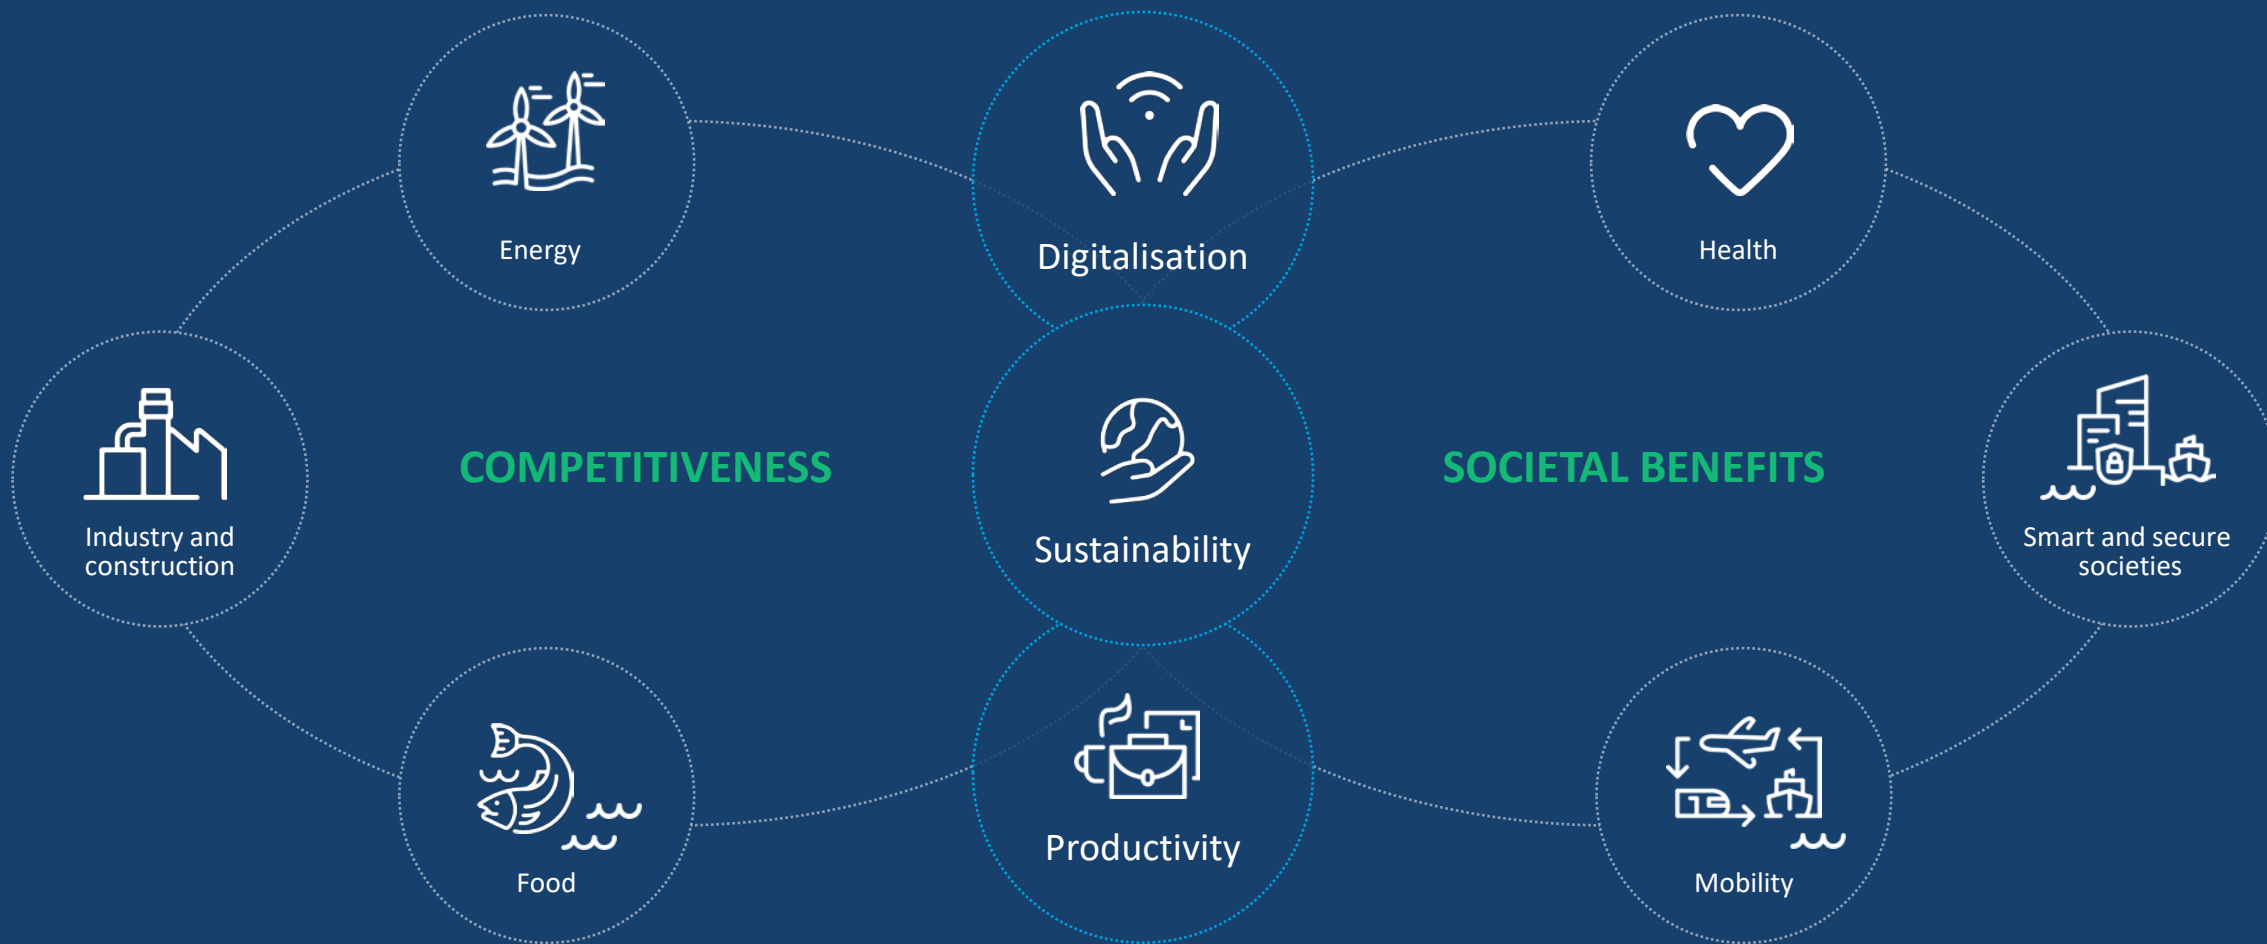 Energy
Digitalisation
Health
Industry and
construction
COMPETITIVENESS
Sustainability
SOCIETAL BENEFITS
Smart and secure
societies
Food
Productivity
Mobility